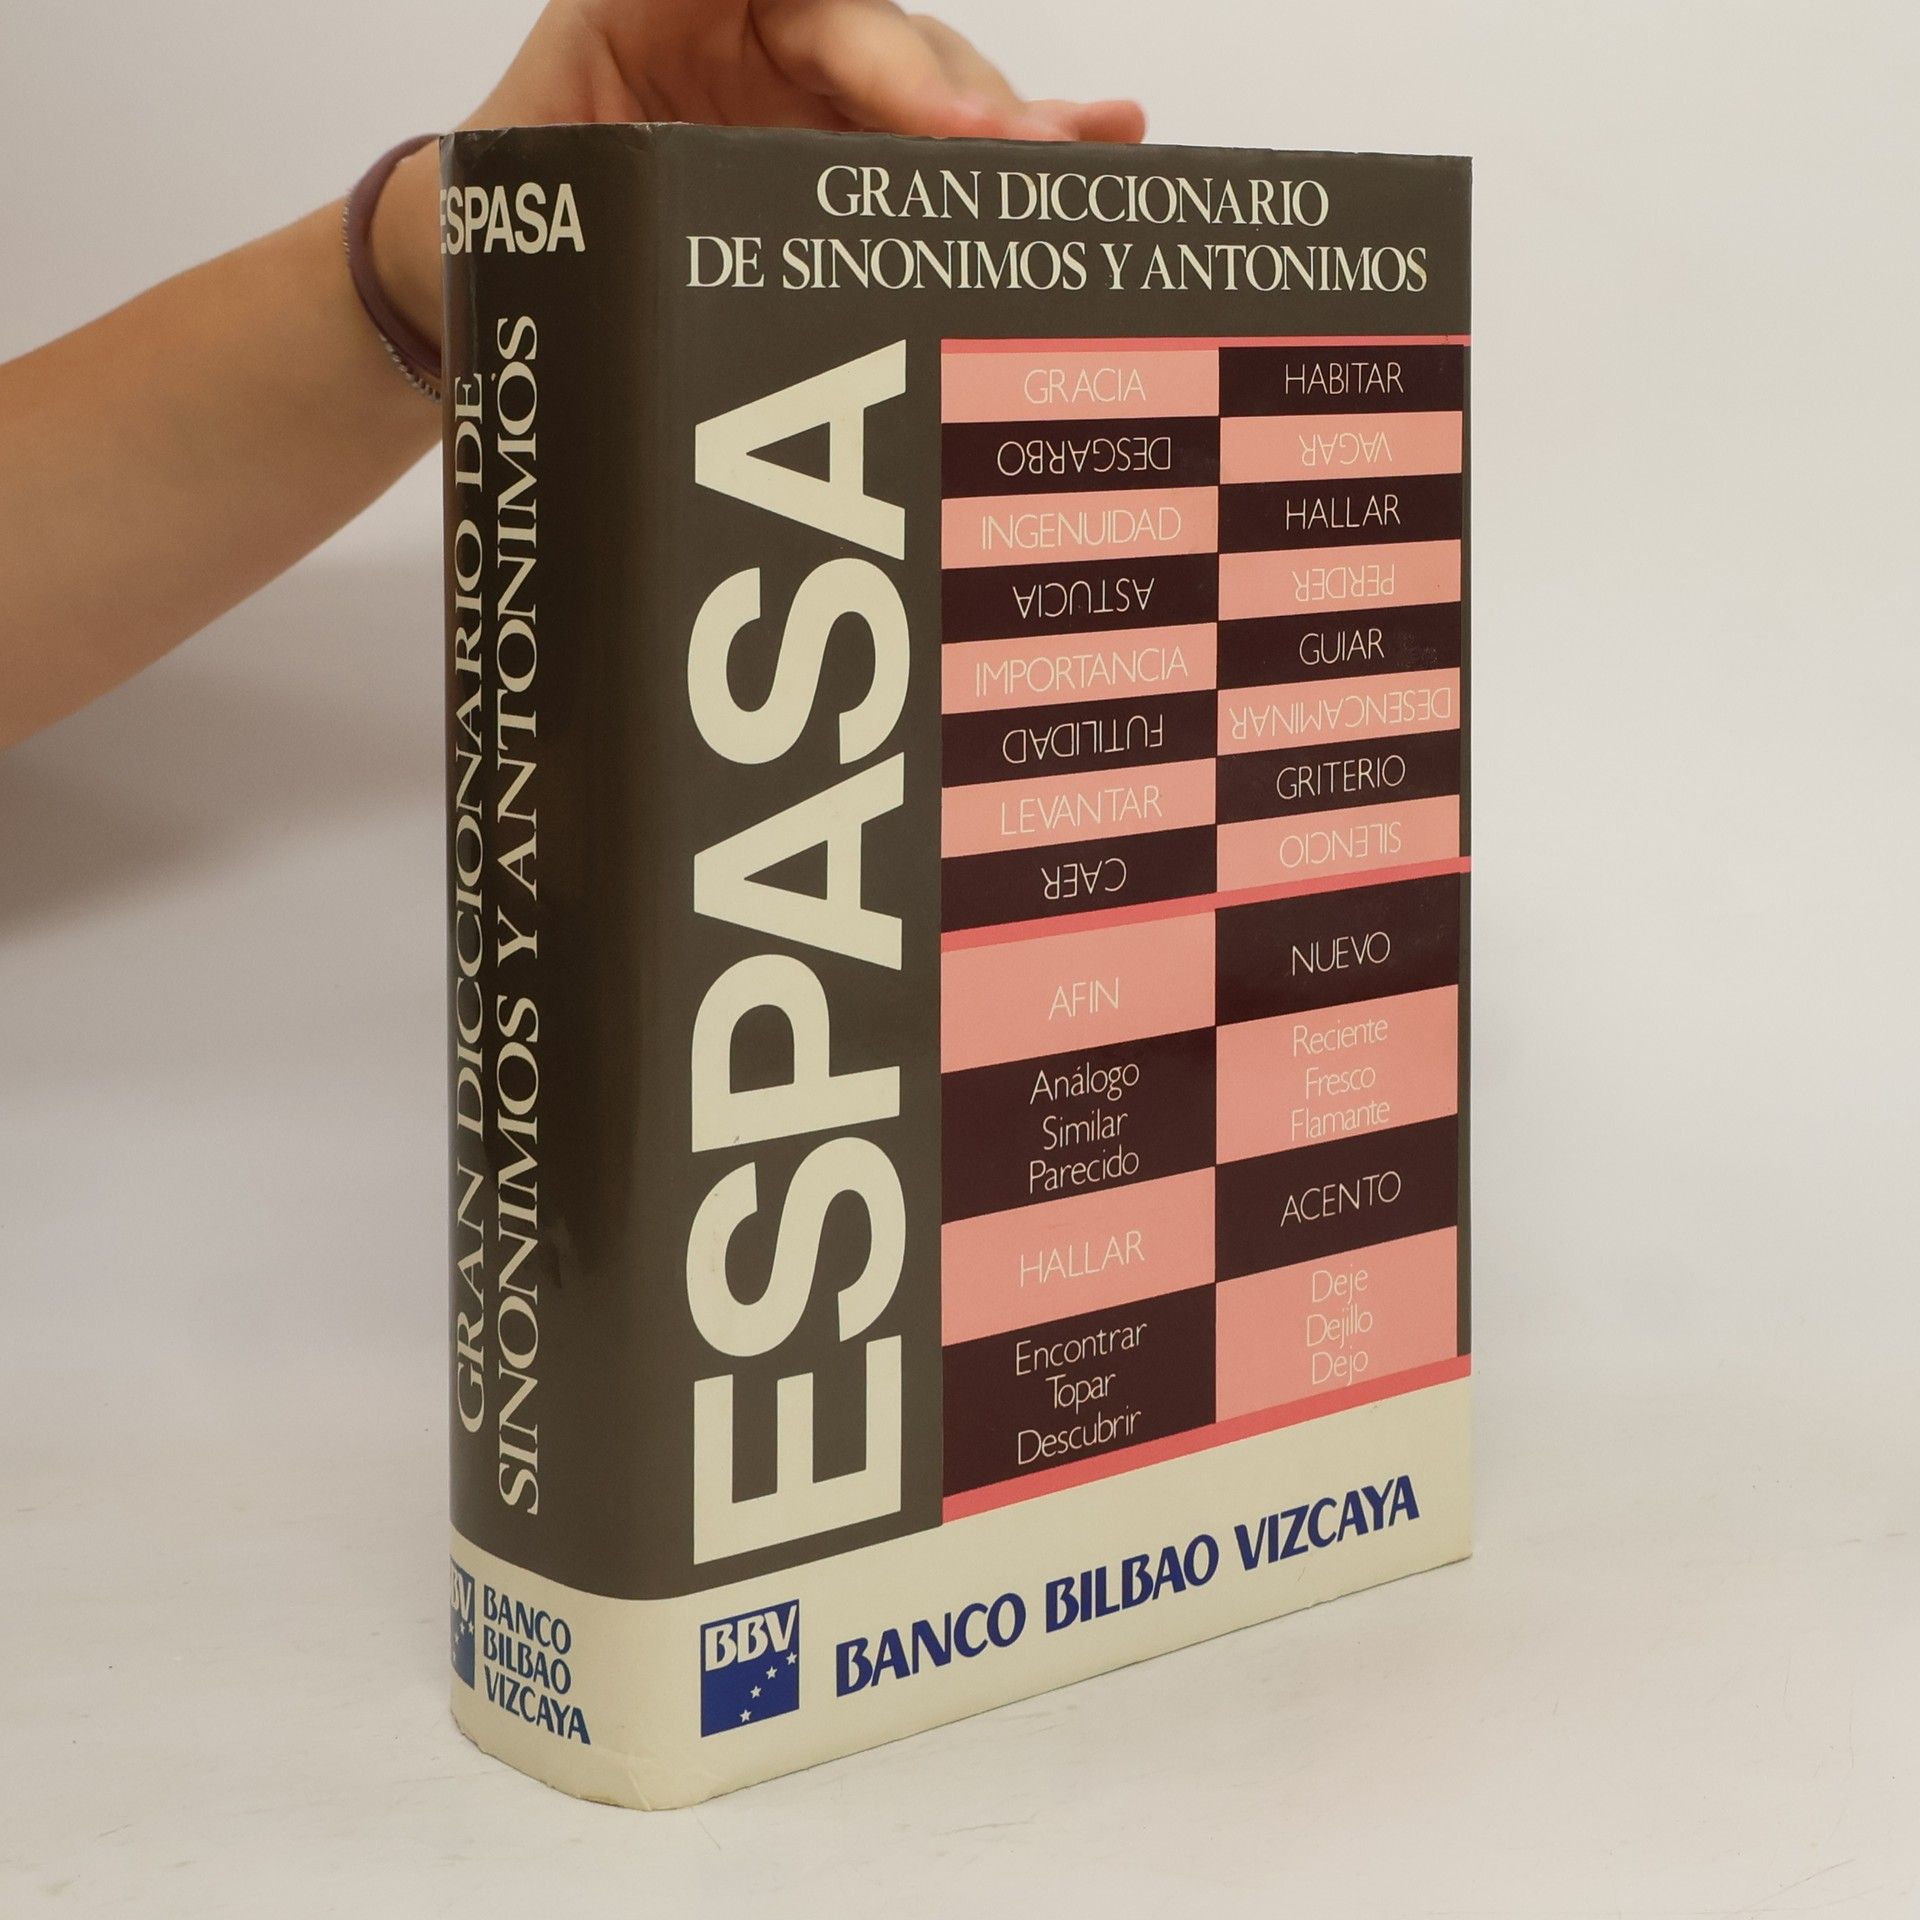 ESPASA
GRAN DICCIONARIO DE
SINONIMOS Y ANTONIMOS
BBV
BANCO
BILBAO
VIZCAYA
GRAN DICCIONARIO
DE SINONIMOS Y ANTONIMOS
ESPASA
GRACIA
DESGARBO
INGENUIDAD
ASTUCIA
IMPORTANCIA
FUTILIDAD
LEVANTAR
CAER
HABITAR
VAGAR
HALLAR
PERDER
GUIAR
DESENCAMINAR
GRITERIO
SILENCIO
AFIN
Análogo
Similar
Parecido
HALLAR
Encontrar
Topar
Descubrir
NUEVO
Reciente
Fresco
Flamante
ACENTO
Deje
Dejillo
Dejo
BBV
BANCO BILBAO VIZCAYA